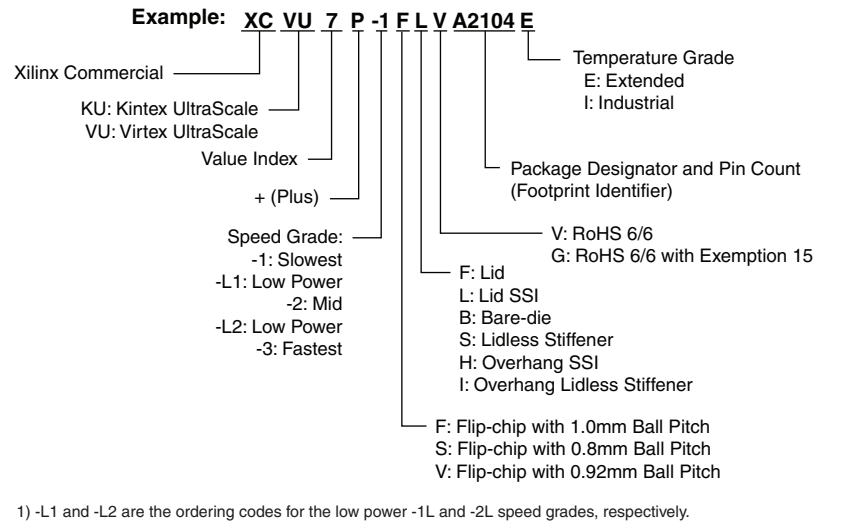 Example: XC VU 7 P -1 F L V A2104 E
Xilinx Commercial
KU: Kintex UltraScale
VU: Virtex UltraScale
Value Index
+ (Plus)
Speed Grade:
-1: Slowest
-L1: Low Power
-2: Mid
-L2: Low Power
-3: Fastest
Temperature Grade
E: Extended
I: Industrial
Package Designator and Pin Count
(Footprint Identifier)
V: RoHS 6/6
G: RoHS 6/6 with Exemption 15
F: Lid
L: Lid SSI
B: Bare-die
S: Lidless Stiffener
H: Overhang SSI
I: Overhang Lidless Stiffener
F: Flip-chip with 1.0mm Ball Pitch
S: Flip-chip with 0.8mm Ball Pitch
V: Flip-chip with 0.92mm Ball Pitch
1) -L1 and -L2 are the ordering codes for the low power -1L and -2L speed grades, respectively.